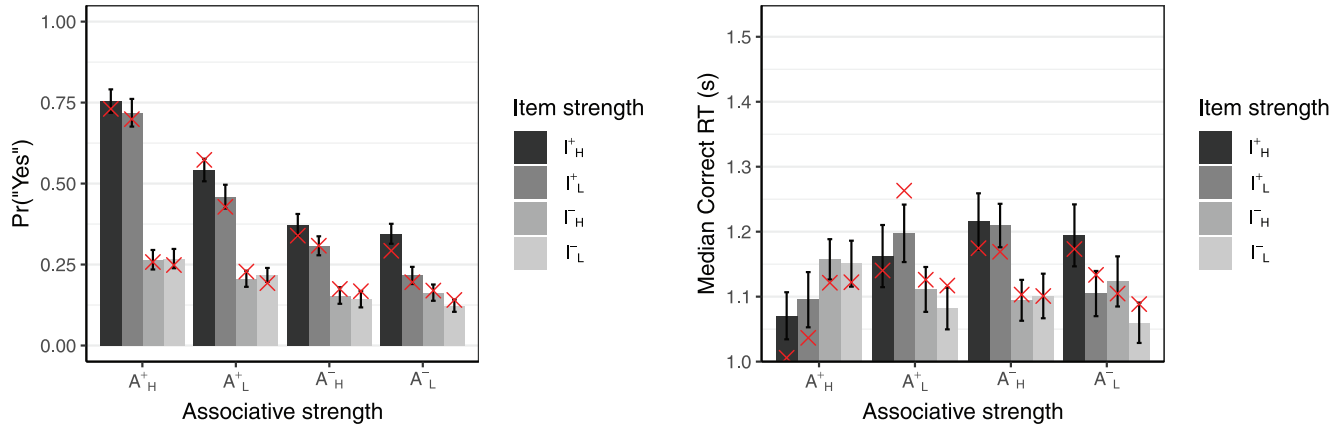 1.00
0.75
0.50
0.25
0.00
Pr("Yes")
A⁺H
A⁺L
A⁻H
A⁻L
Associative strength
Item strength
I⁺H
I⁺L
I⁻H
I⁻L
1.5
1.4
1.3
1.2
1.1
1.0
Median Correct RT (s)
A⁺H
A⁺L
A⁻H
A⁻L
Associative strength
Item strength
I⁺H
I⁺L
I⁻H
I⁻L